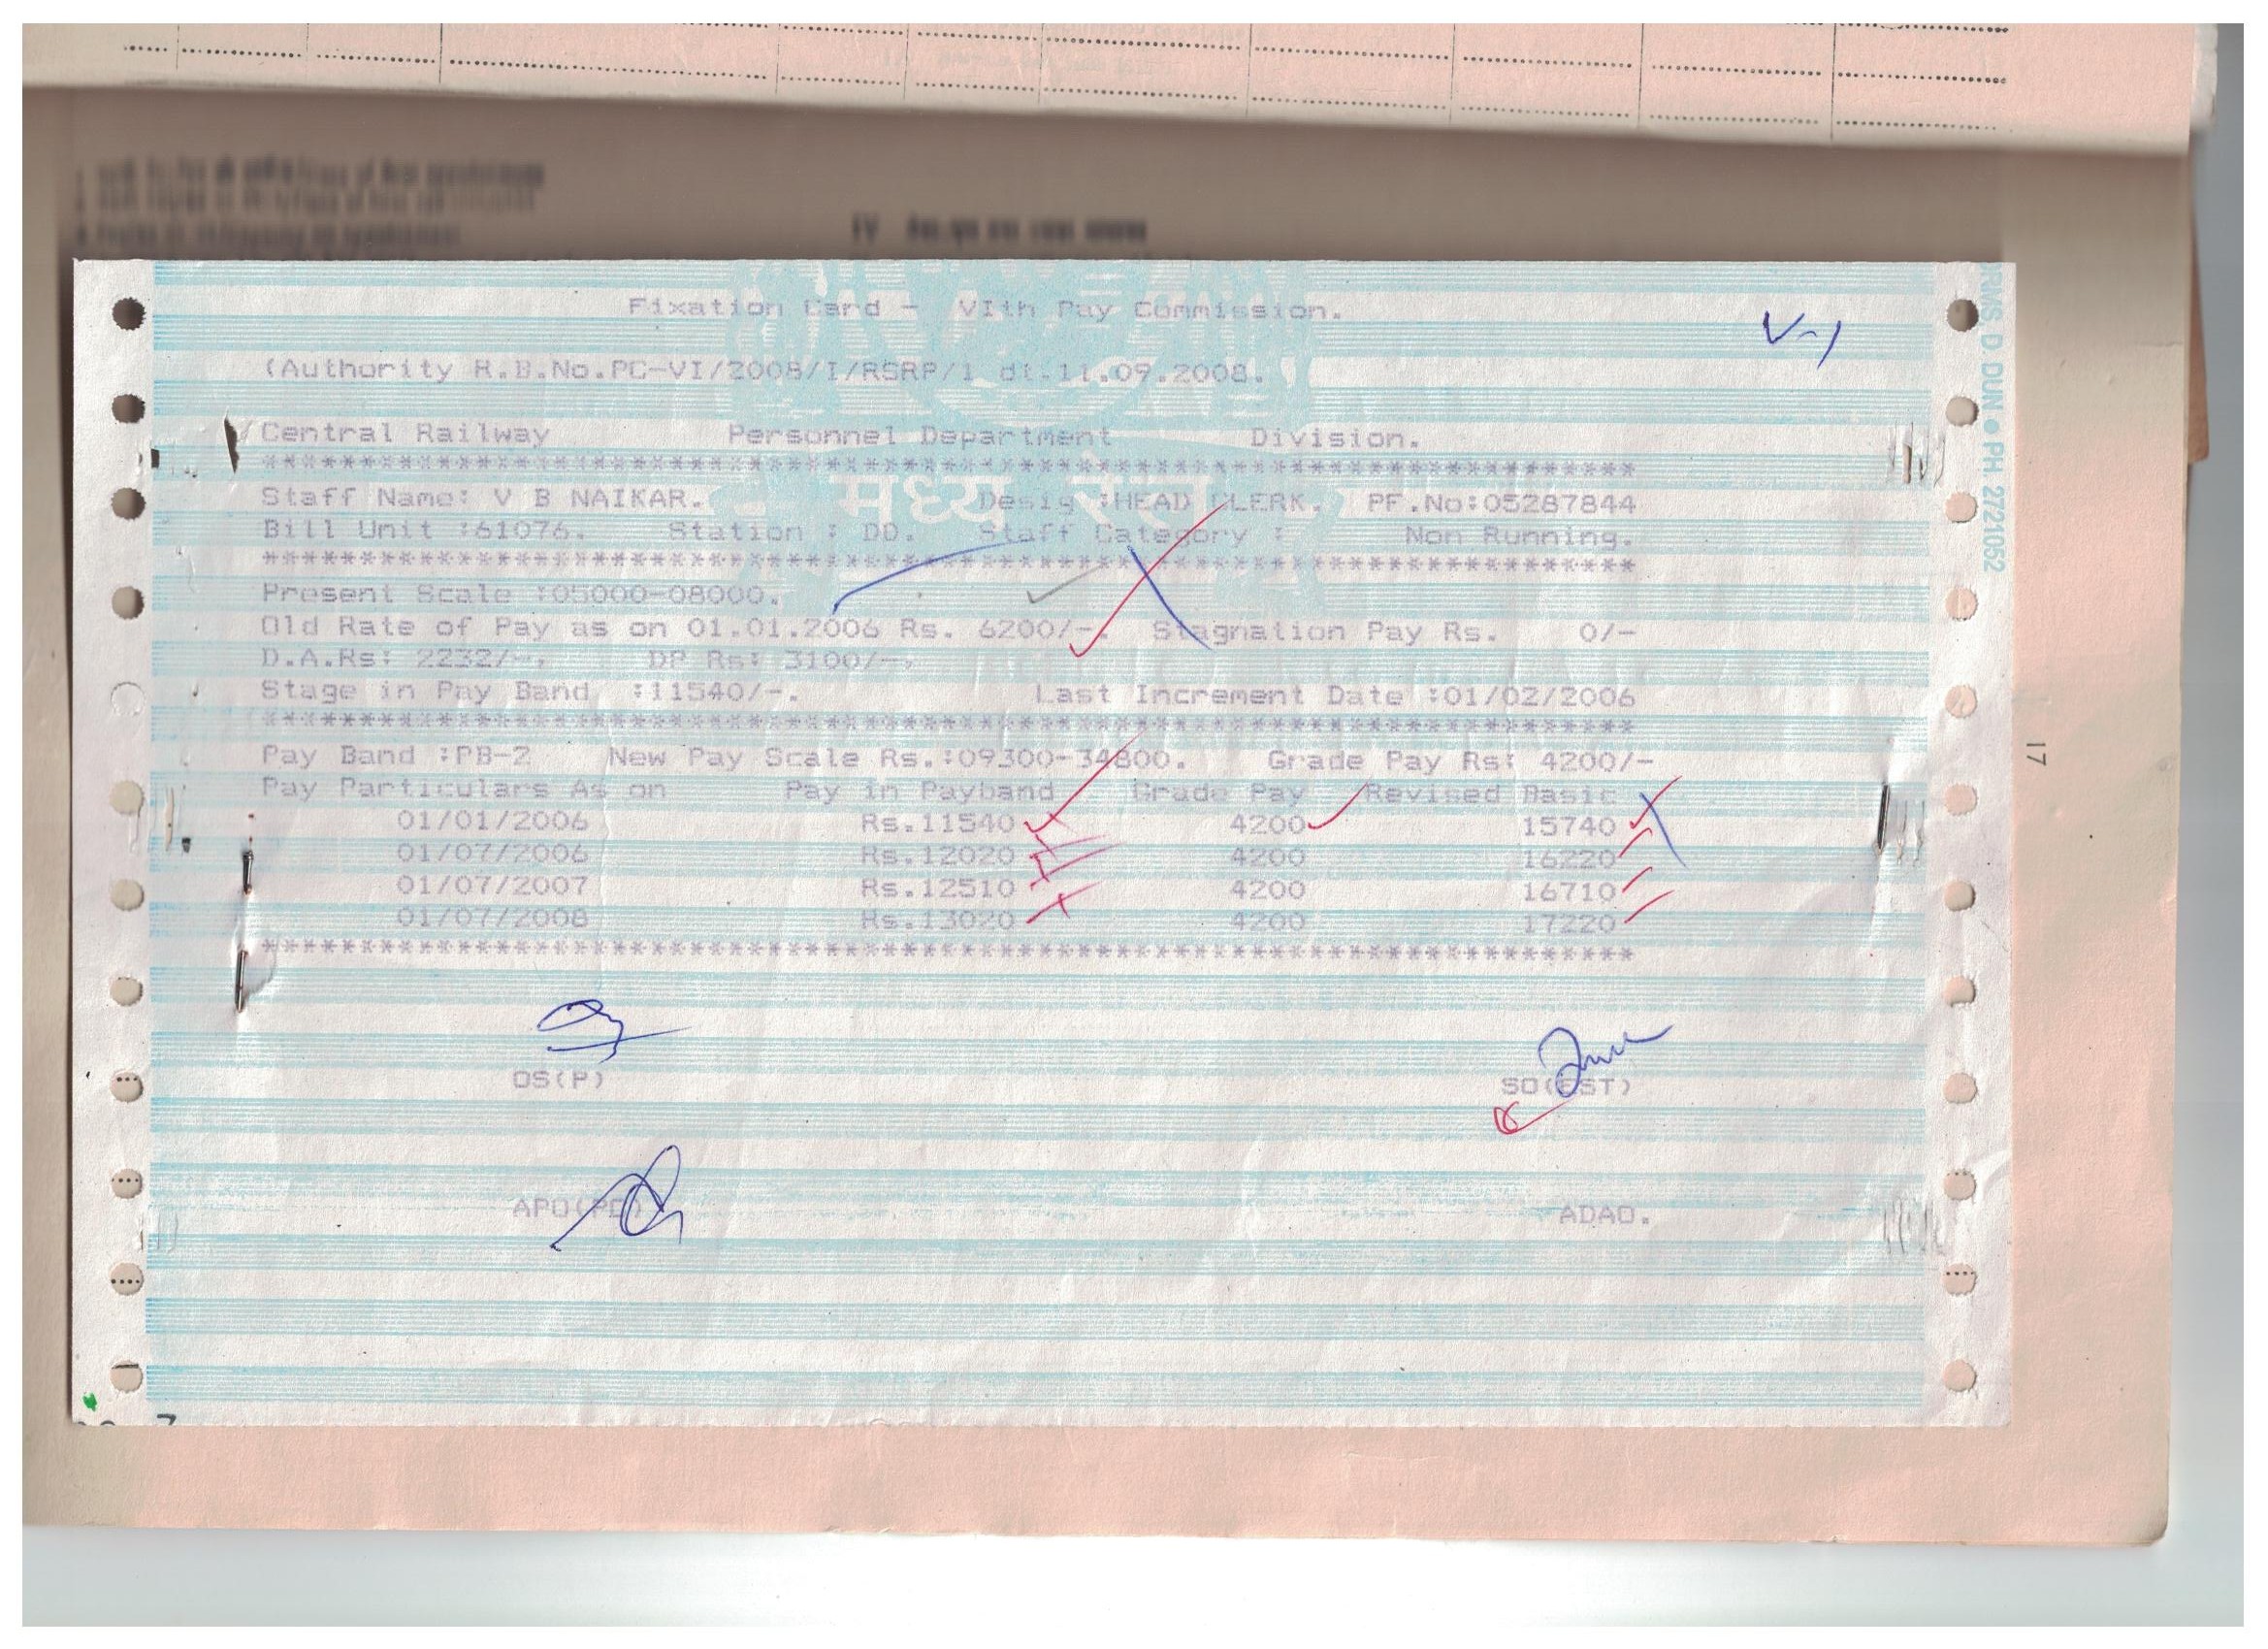 Fixation Card - VIth Pay Commission.
V-1
(Authority R.B.No.PC-VI/2008/I/RSRP/1 dt.11.09.2008.
Central Railway Personnel Department Division.
************************************************************************
मध्य रेल
Staff Name: V B NAIKAR. Desig :HEAD CLERK. PF.No:05287844
Bill Unit :61076. Station : DD. Staff Category : Non Running.
************************************************************************
Present Scale :05000-08000.
Old Rate of Pay as on 01.01.2006 Rs. 6200/-. Stagnation Pay Rs. 0/-
D.A.Rs: 2232/-, DP Rs: 3100/-,
Stage in Pay Band :11540/-. Last Increment Date :01/02/2006
************************************************************************
Pay Band :PB-2 New Pay Scale Rs.:09300-34800. Grade Pay Rs: 4200/-
Pay Particulars As on Pay in Payband Grade Pay Revised Basic
01/01/2006 Rs.11540 4200 15740
01/07/2006 Rs.12020 4200 16220
01/07/2007 Rs.12510 4200 16710
01/07/2008 Rs.13020 4200 17220
************************************************************************
OS(P) SO(EST)
APO(PC) ADAO.
D.DUN ● PH 2721052
17